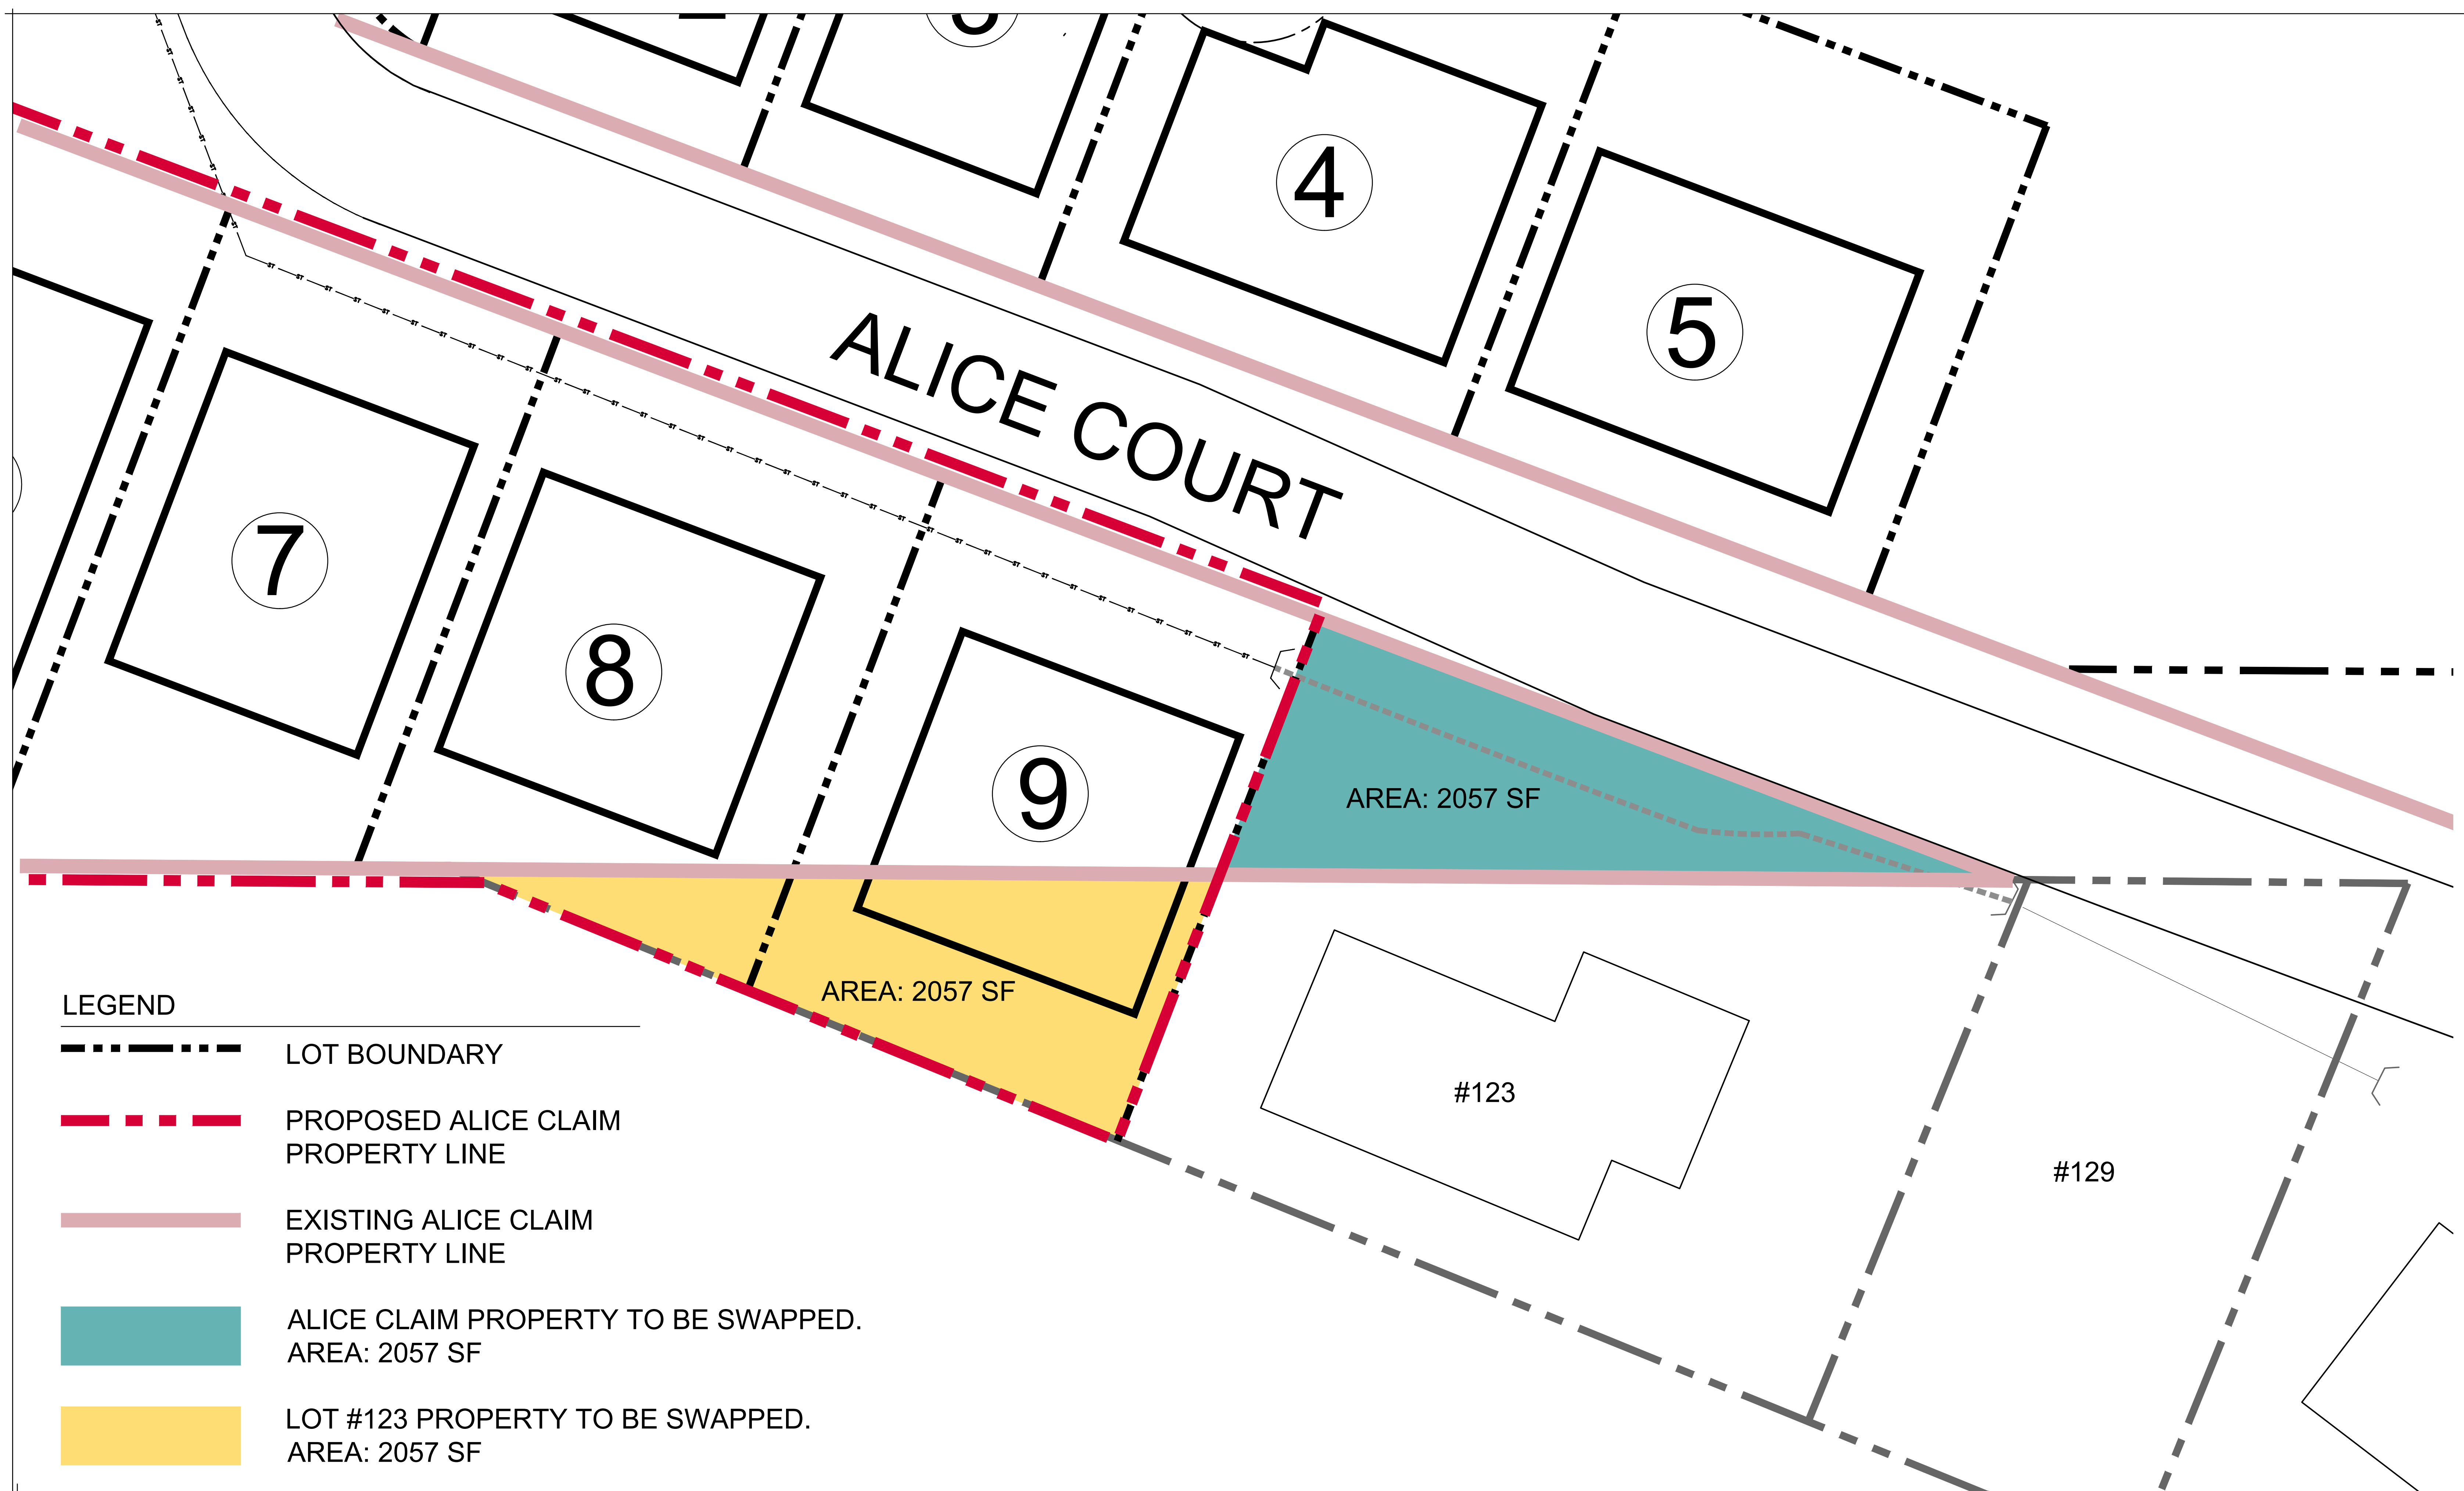 3
4
5
ALICE COURT
7
8
9
AREA: 2057 SF
AREA: 2057 SF
#123
#129
LEGEND
LOT BOUNDARY
PROPOSED ALICE CLAIM
PROPERTY LINE
EXISTING ALICE CLAIM
PROPERTY LINE
ALICE CLAIM PROPERTY TO BE SWAPPED.
AREA: 2057 SF
LOT #123 PROPERTY TO BE SWAPPED.
AREA: 2057 SF